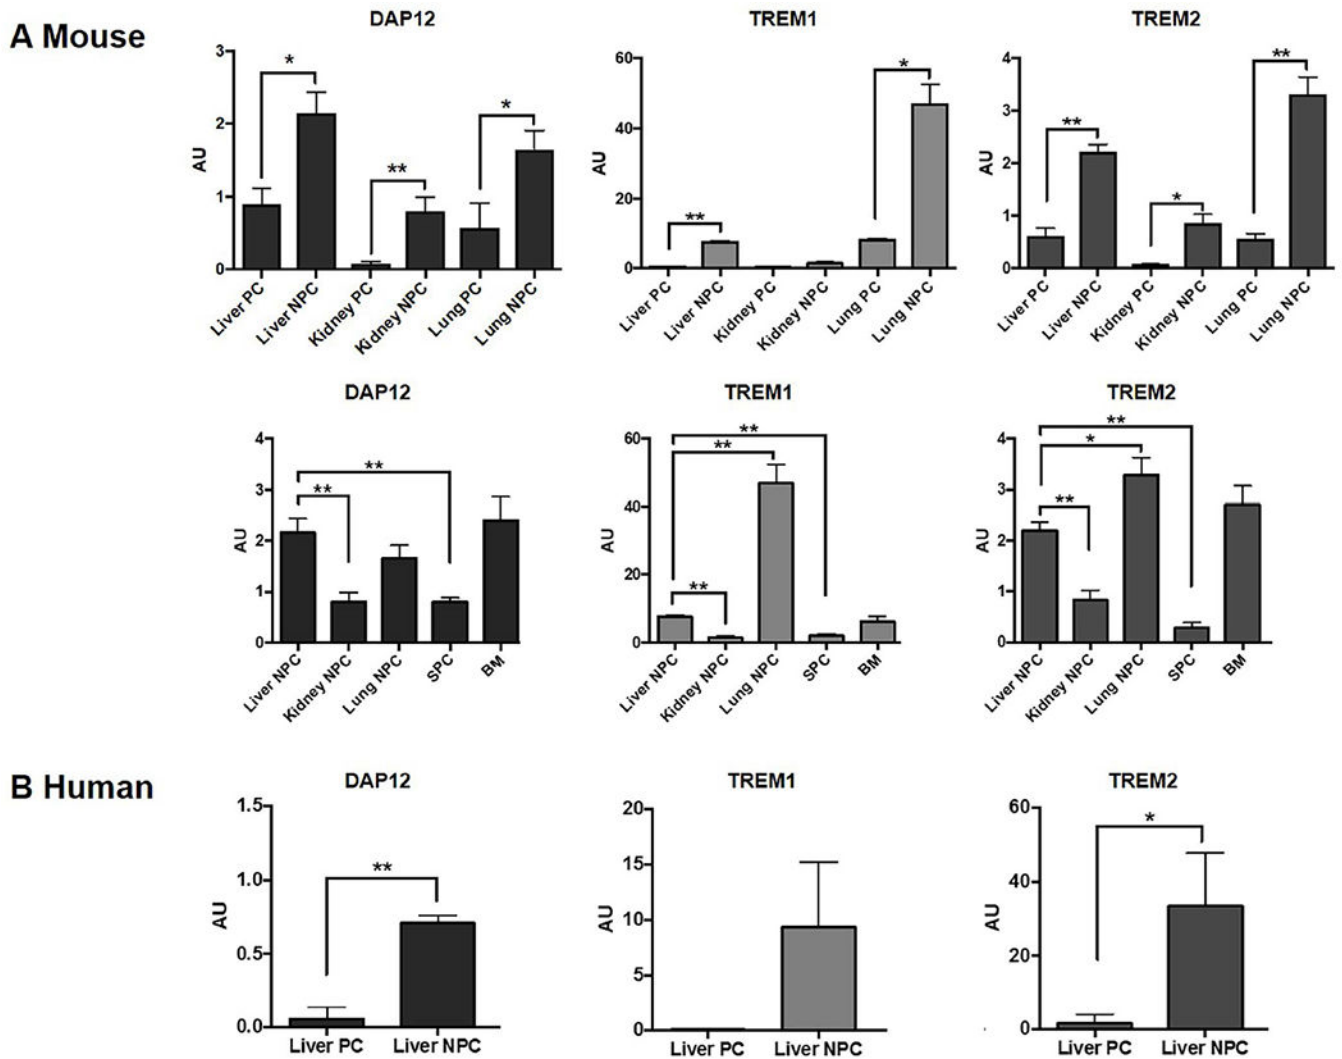 A Mouse
DAP12
TREM1
TREM2
3
2
1
0
AU
*
**
*
Liver PC
Liver NPC
Kidney PC
Kidney NPC
Lung PC
Lung NPC
60
40
20
0
AU
**
*
Liver PC
Liver NPC
Kidney PC
Kidney NPC
Lung PC
Lung NPC
4
3
2
1
0
AU
**
*
**
Liver PC
Liver NPC
Kidney PC
Kidney NPC
Lung PC
Lung NPC
DAP12
TREM1
TREM2
4
3
2
1
0
AU
**
**
Liver NPC
Kidney NPC
Lung NPC
SPC
BM
60
40
20
0
AU
**
**
**
Liver NPC
Kidney NPC
Lung NPC
SPC
BM
4
3
2
1
0
AU
**
*
**
Liver NPC
Kidney NPC
Lung NPC
SPC
BM
B Human
DAP12
TREM1
TREM2
1.5
1.0
0.5
0.0
AU
**
Liver PC
Liver NPC
20
15
10
5
0
AU
Liver PC
Liver NPC
60
40
20
0
AU
*
Liver PC
Liver NPC